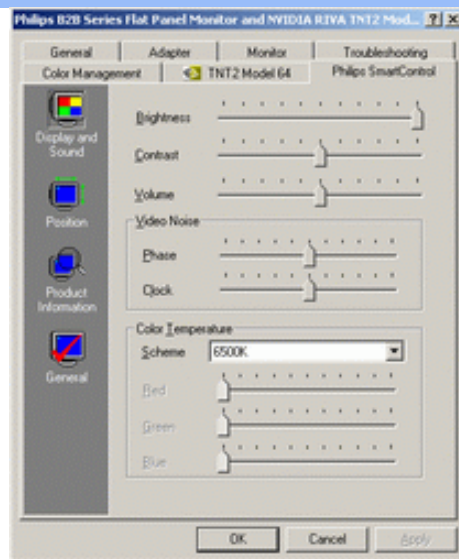 Philips B2B Series Flat Panel Monitor and NVIDIA RIVA TNT2 Mod...
General Adapter Monitor Troubleshooting
Color Management TNT2 Model 64 Philips SmartControl
Display and
Sound
Position
Product
Information
General
Brightness
Contrast
Volume
Video Noise
Phase
Clock
Color Temperature
Scheme 6500K
Red
Green
Blue
OK Cancel Apply